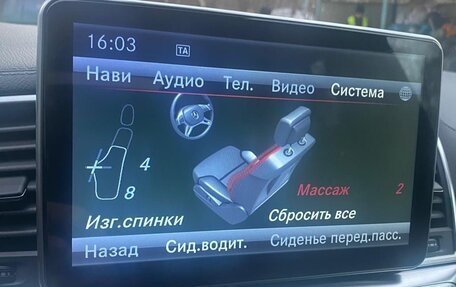 16:03 TA
Нави Аудио Тел. Видео Система
4
8
Массаж 2
Изг.спинки Сбросить все
Назад Сид.водит. Сиденье перед.пасс.